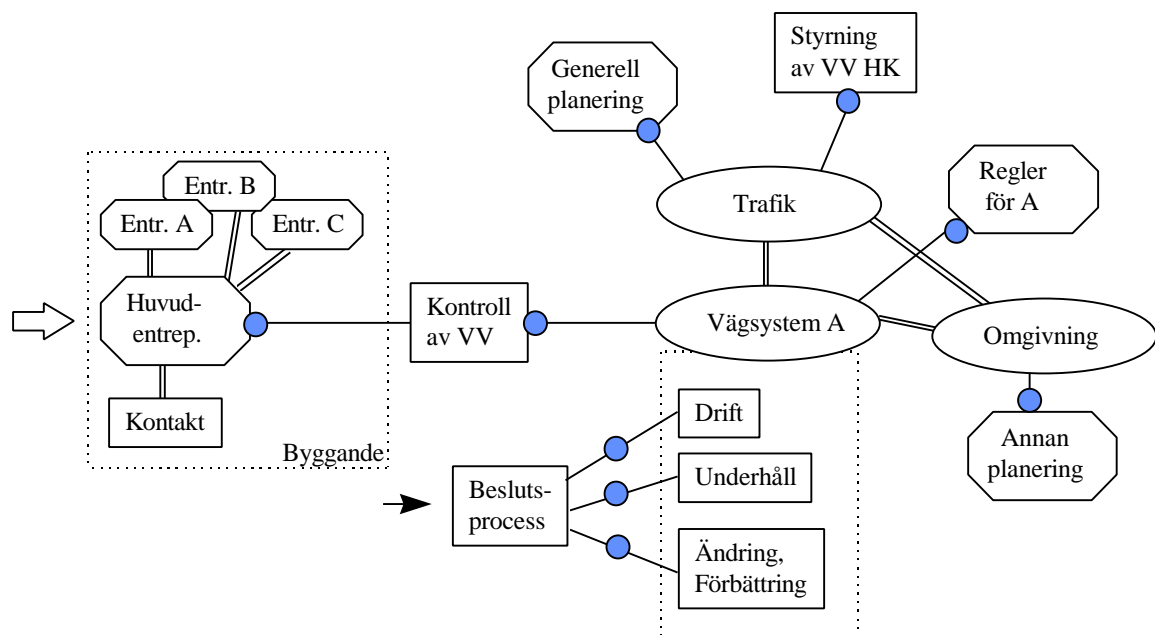 Styrning
av VV HK
Generell
planering
Regler
för A
Entr. B
Entr. A
Entr. C
Trafik
Huvud-
entrep.
Kontroll
av VV
Vägsystem A
Omgivning
Kontakt
Byggande
Drift
Annan
planering
Besluts-
process
Underhåll
Ändring,
Förbättring